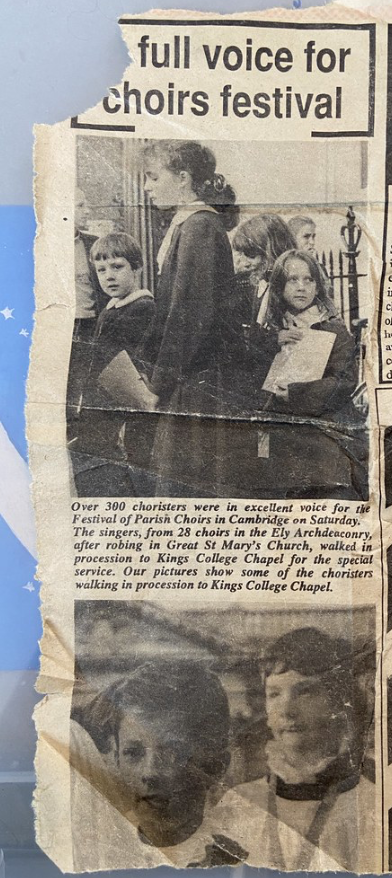 full voice for
choirs festival
Over 300 choristers were in excellent voice for the
Festival of Parish Choirs in Cambridge on Saturday.
The singers, from 28 choirs in the Ely Archdeaconry,
after robing in Great St Mary's Church, walked in
procession to Kings College Chapel for the special
service. Our pictures show some of the choristers
walking in procession to Kings College Chapel.